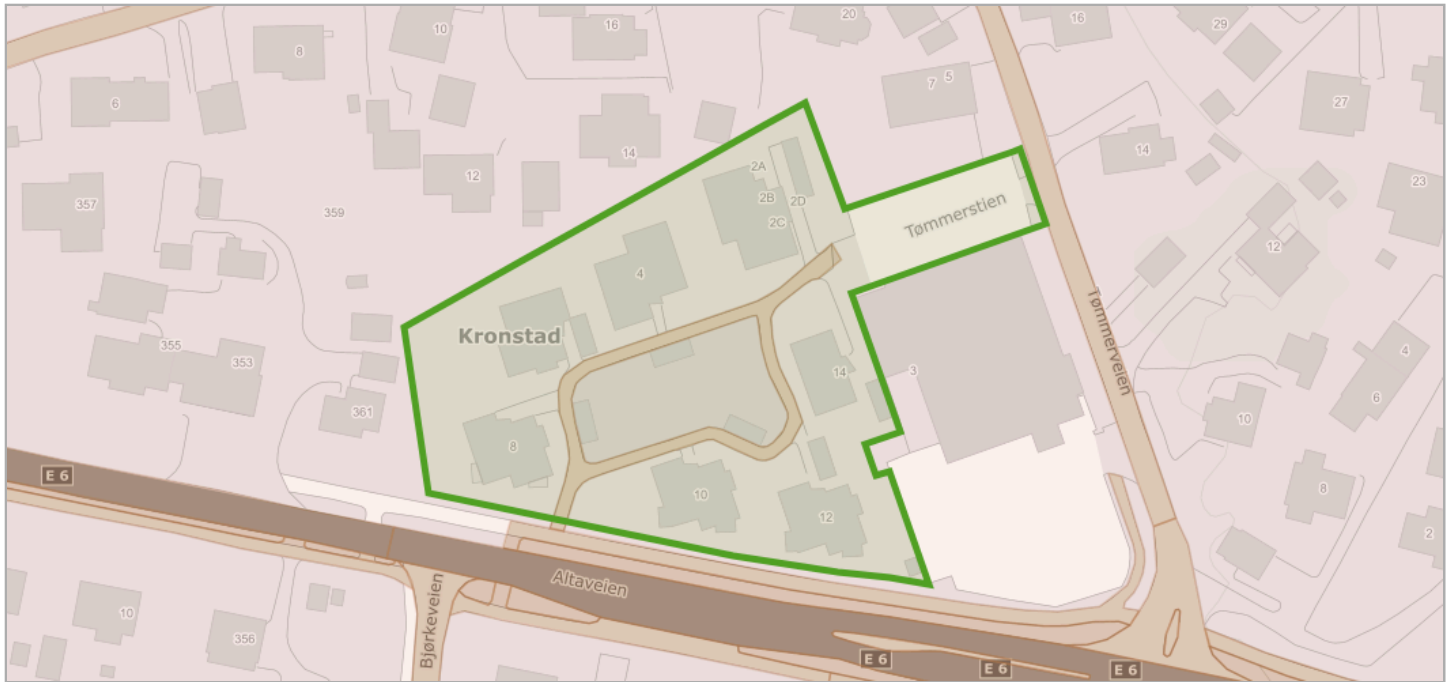 10
16
20
16
29
8
7
5
27
6
14
12
14
23
357
359
2A
2B
2D
2C
Tømmerstien
12
4
Kronstad
Tømmerveien
355
353
14
3
4
6
361
10
8
E 6
10
12
8
2
Altaveien
Bjørkeveien
10
356
E 6
E 6
E 6